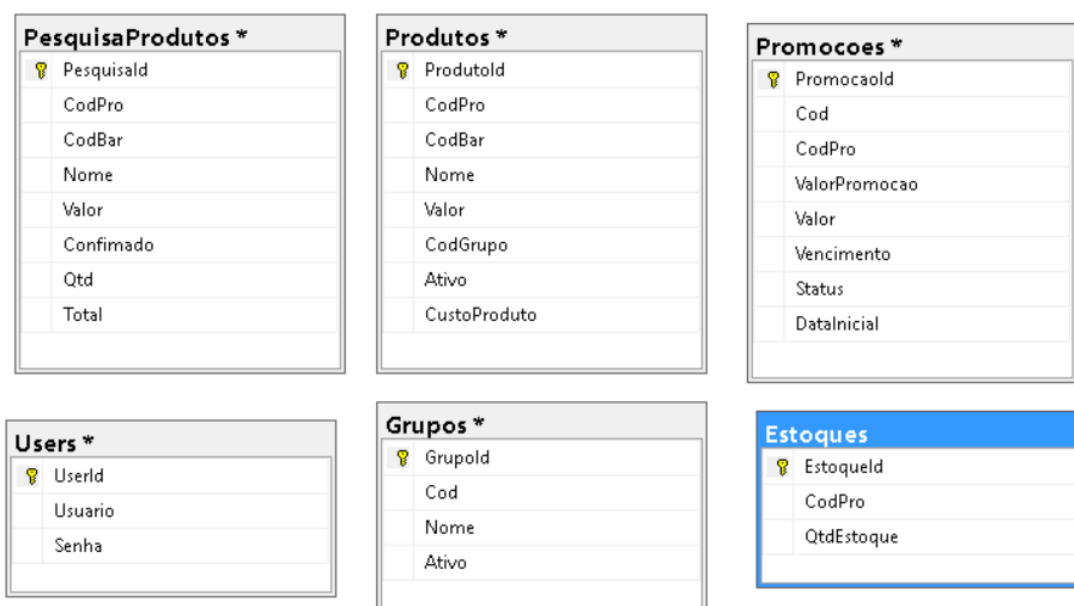 PesquisaProdutos *
PesquisaId
CodPro
CodBar
Nome
Valor
Confimado
Qtd
Total
Produtos *
ProdutoId
CodPro
CodBar
Nome
Valor
CodGrupo
Ativo
CustoProduto
Promocoes *
PromocaoId
Cod
CodPro
ValorPromocao
Valor
Vencimento
Status
DataInicial
Users *
UserId
Usuario
Senha
Grupos *
GrupoId
Cod
Nome
Ativo
Estoques
EstoqueId
CodPro
QtdEstoque